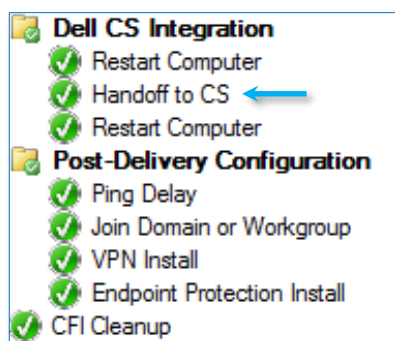 Dell CS Integration
Restart Computer
Handoff to CS
Restart Computer
Post-Delivery Configuration
Ping Delay
Join Domain or Workgroup
VPN Install
Endpoint Protection Install
CFI Cleanup